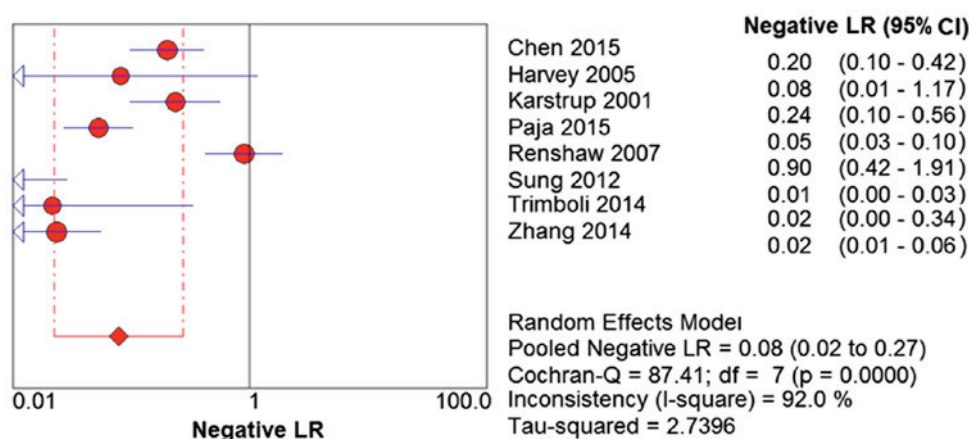 Negative LR (95% CI)
Chen 2015 0.20 (0.10 - 0.42)
Harvey 2005 0.08 (0.01 - 1.17)
Karstrup 2001 0.24 (0.10 - 0.56)
Paja 2015 0.05 (0.03 - 0.10)
Renshaw 2007 0.90 (0.42 - 1.91)
Sung 2012 0.01 (0.00 - 0.03)
Trimboli 2014 0.02 (0.00 - 0.34)
Zhang 2014 0.02 (0.01 - 0.06)
Random Effects Model
Pooled Negative LR = 0.08 (0.02 to 0.27)
Cochran-Q = 87.41; df = 7 (p = 0.0000)
Inconsistency (I-square) = 92.0 %
Tau-squared = 2.7396
0.01 1 100.0
Negative LR